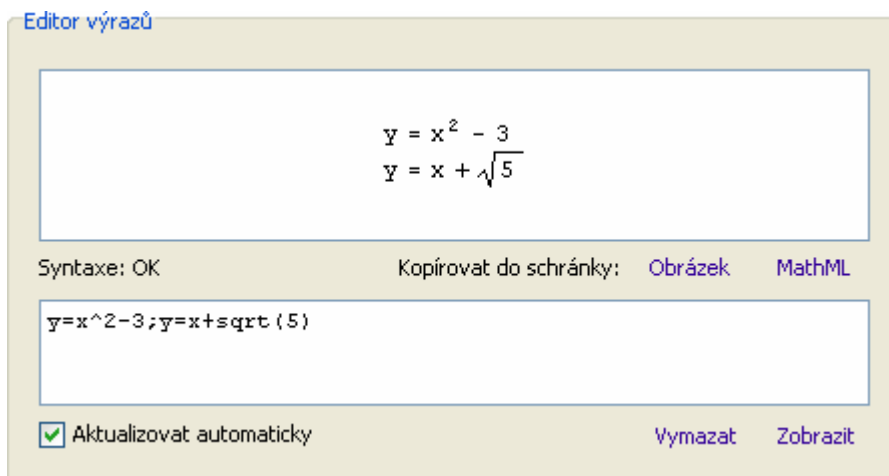 Editor výrazů
y = x² - 3
y = x + √5
Syntaxe: OK Kopírovat do schránky: Obrázek MathML
y=x^2-3;y=x+sqrt(5)
Aktualizovat automaticky Vymazat Zobrazit